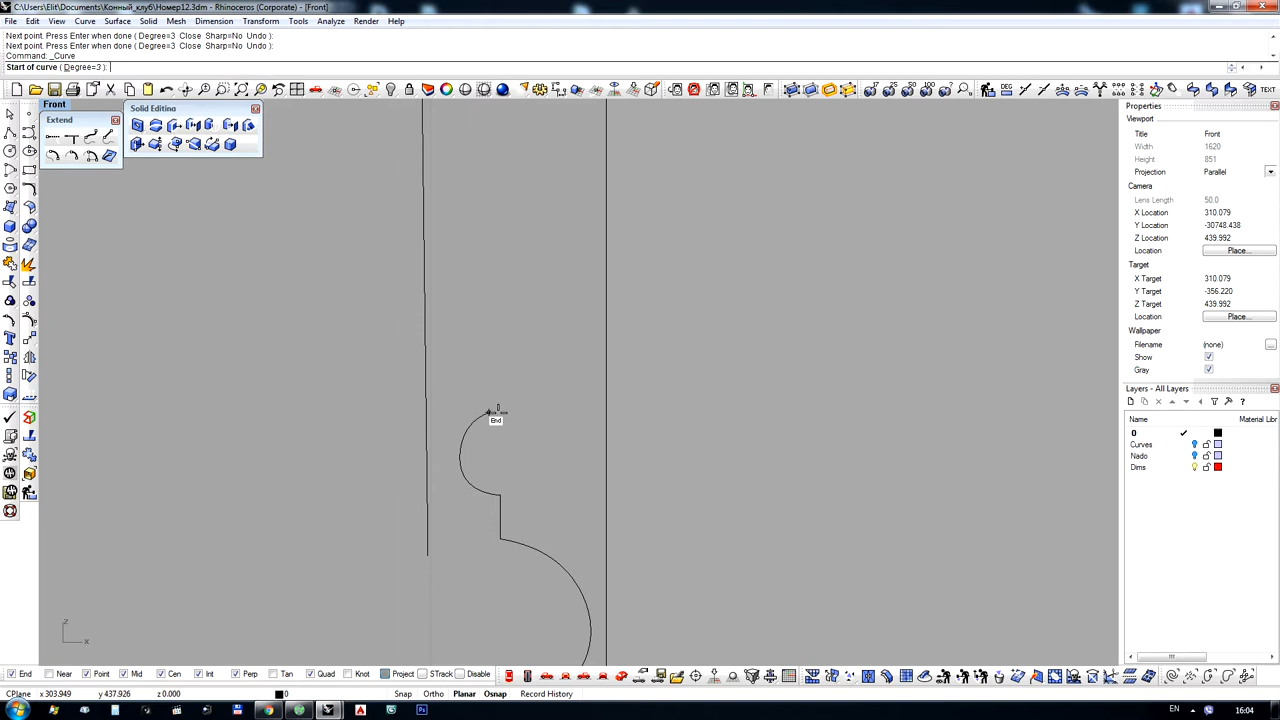 C:\Users\Elit\Documents\Конный_клуб\Номер12.3dm - Rhinoceros (Corporate) - [Front]
File Edit View Curve Surface Solid Mesh Dimension Transform Tools Analyze Render Help
Next point. Press Enter when done ( Degree=3 Close Sharp=No Undo ):
Next point. Press Enter when done ( Degree=3 Close Sharp=No Undo ):
Command: _Curve
Start of curve ( Degree=3 ):
TEXT
Front
Extend
Solid Editing
Properties
Viewport
Title Front
Width 1620
Height 851
Projection Parallel
Camera
Lens Length 50.0
X Location 310.079
Y Location -30748.438
Z Location 439.992
Location Place...
Target
X Target 310.079
Y Target -356.220
Z Target 439.992
Location Place...
Wallpaper
Filename (none)
Show
Gray
Layers - All Layers
Name Material Libr
0
Curves
Nado
Dims
End
z
x
End Near Point Mid Cen Int Perp Tan Quad Knot Project STrack Disable
CPlane x 303.949 y 437.926 z 0.000 0 Snap Ortho Planar Osnap Record History
EN 16:04